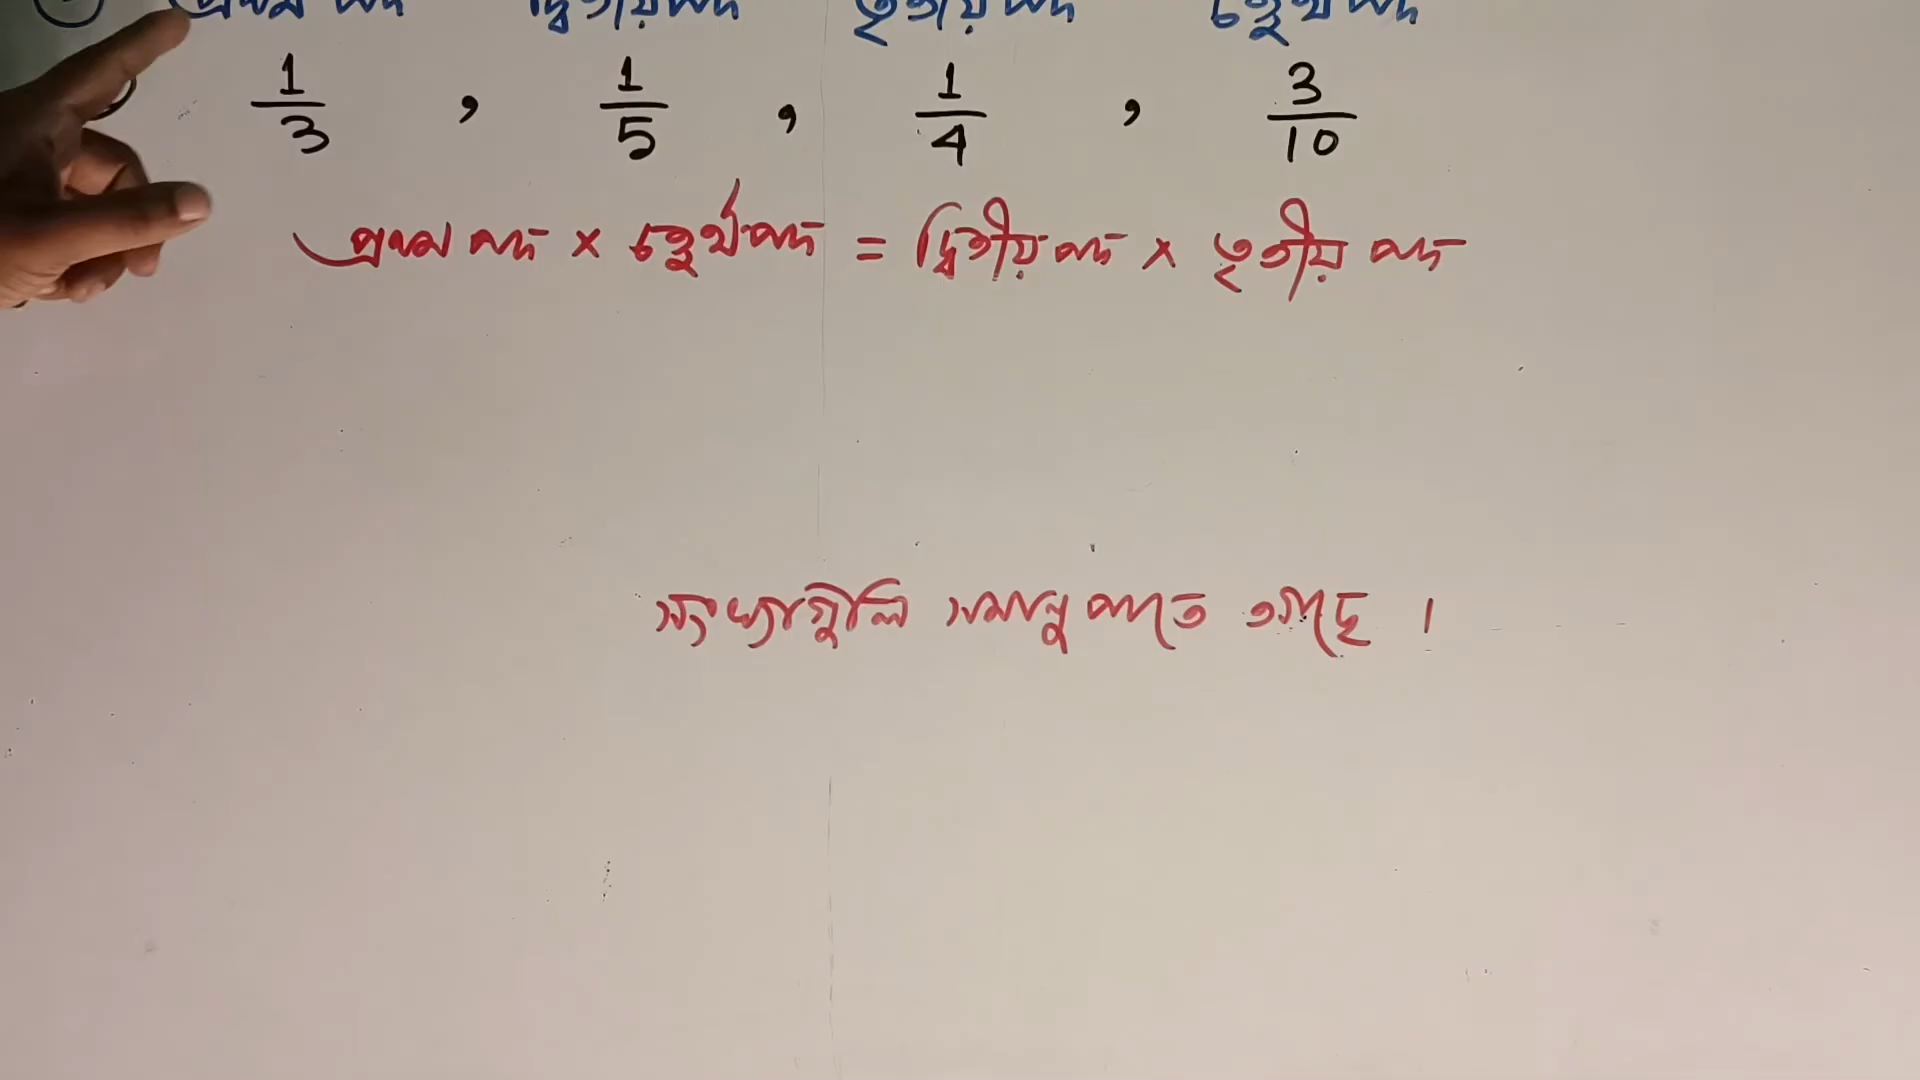 প্রথম পদ দ্বিতীয় পদ তৃতীয় পদ চতুর্থ পদ
1/3 , 1/5 , 1/4 , 3/10
প্রথম পদ × চতুর্থ পদ = দ্বিতীয় পদ × তৃতীয় পদ
সংখ্যাগুলি সমানুপাতে আছে ।